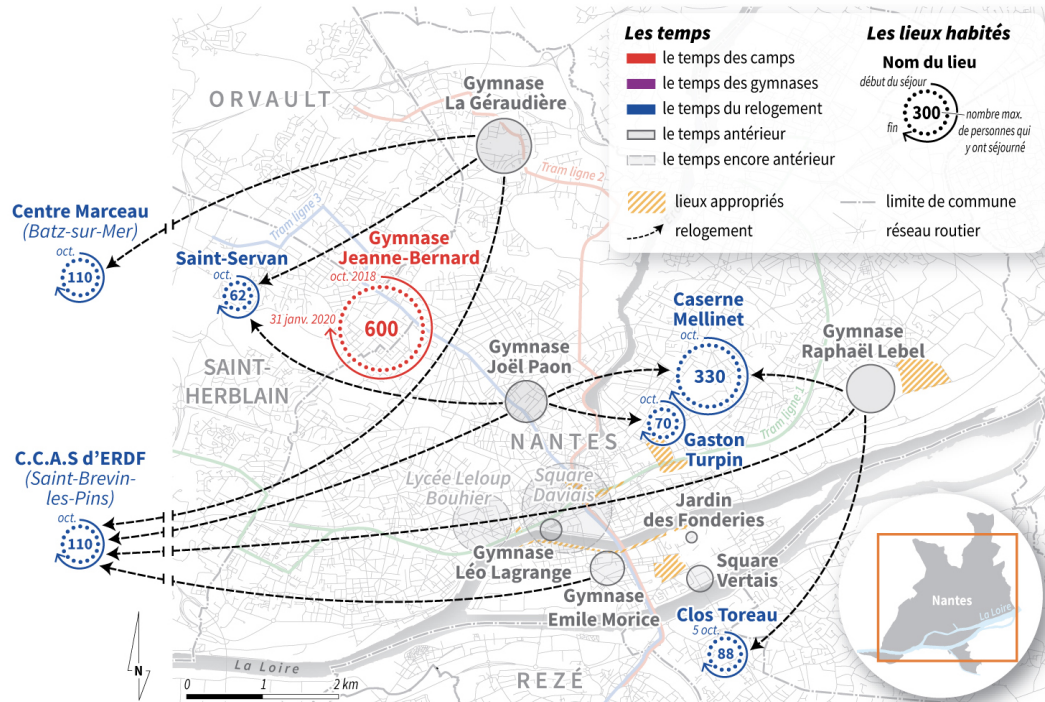 Les temps
le temps des camps
le temps des gymnases
le temps du relogement
le temps antérieur
le temps encore antérieur
Les lieux habités
Nom du lieu
début du séjour
300
fin
nombre max.
de personnes qui
y ont séjourné
lieux appropriés
relogement
limite de commune
réseau routier
ORVAULT
Gymnase
La Géraudière
Tram ligne 2
Tram ligne 3
Centre Marceau
(Batz-sur-Mer)
oct.
110
Saint-Servan
oct.
62
Gymnase
Jeanne-Bernard
oct. 2018
31 janv. 2020
600
SAINT-
HERBLAIN
Gymnase
Joël Paon
Caserne
Mellinet
oct.
330
Gymnase
Raphaël Lebel
oct.
70
Gaston
Turpin
Tram ligne 1
NANTES
C.C.A.S d'ERDF
(Saint-Brevin-
les-Pins)
oct.
110
Lycée Leloup
Bouhier
Square
Daviais
Jardin
des Fonderies
Gymnase
Léo Lagrange
Gymnase
Emile Morice
Square
Vertais
Clos Toreau
5 oct.
88
Nantes
La Loire
La Loire
N
0 1 2 km
REZÉ